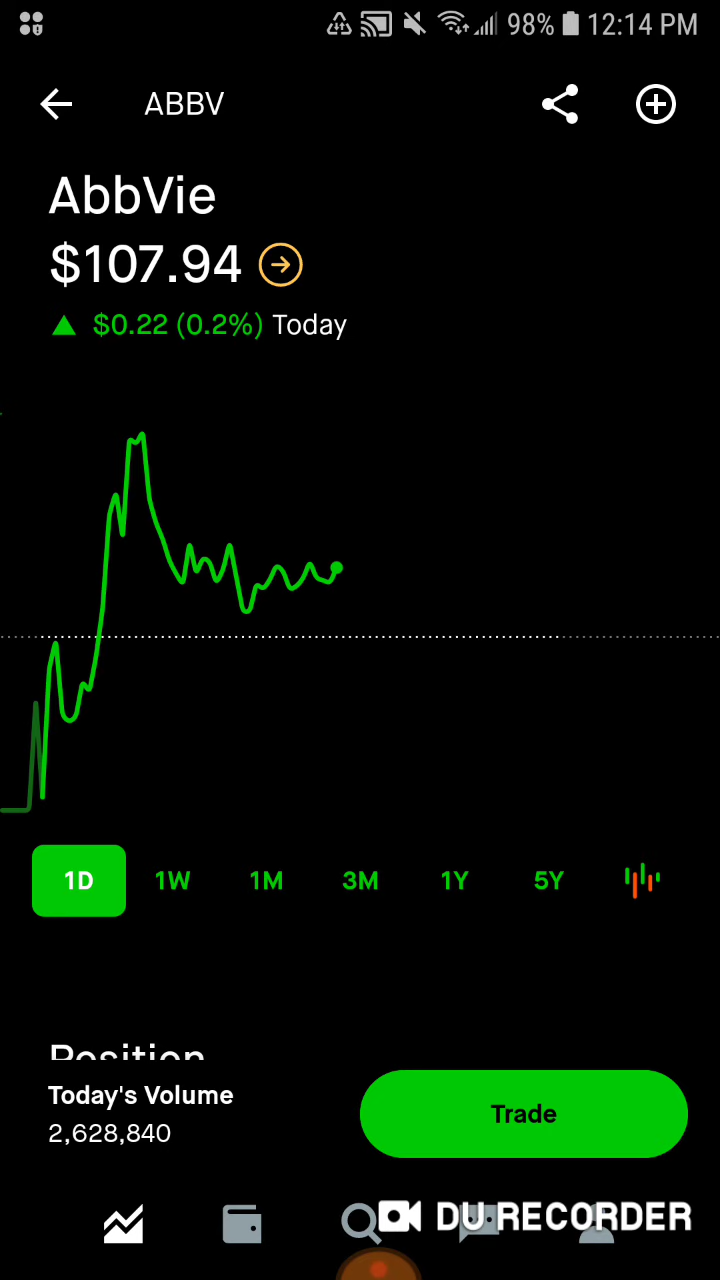 98% 12:14 PM
ABBV
AbbVie
$107.94
$0.22 (0.2%) Today
1D 1W 1M 3M 1Y 5Y
Position
Today's Volume
2,628,840
Trade
DU RECORDER